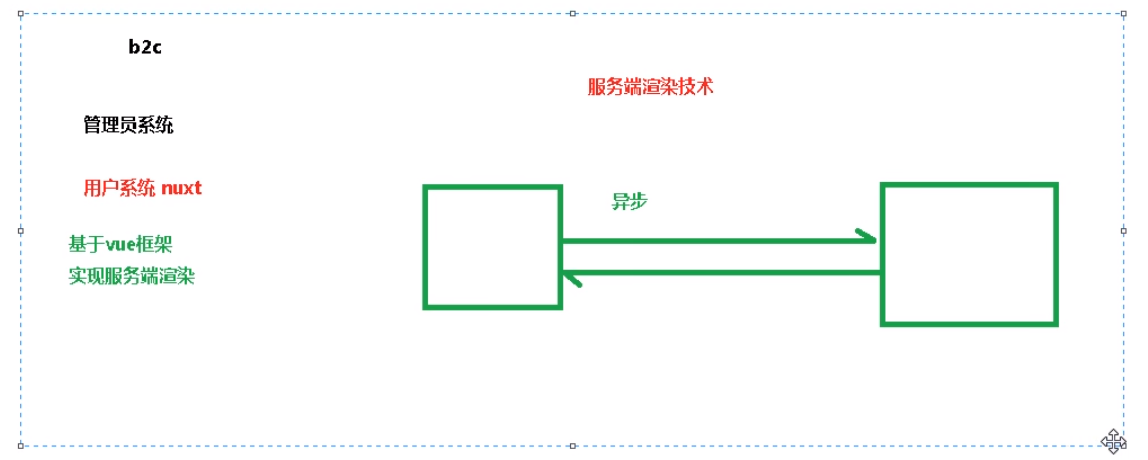 b2c
服务端渲染技术
管理员系统
用户系统 nuxt
异步
基于vue框架
实现服务端渲染